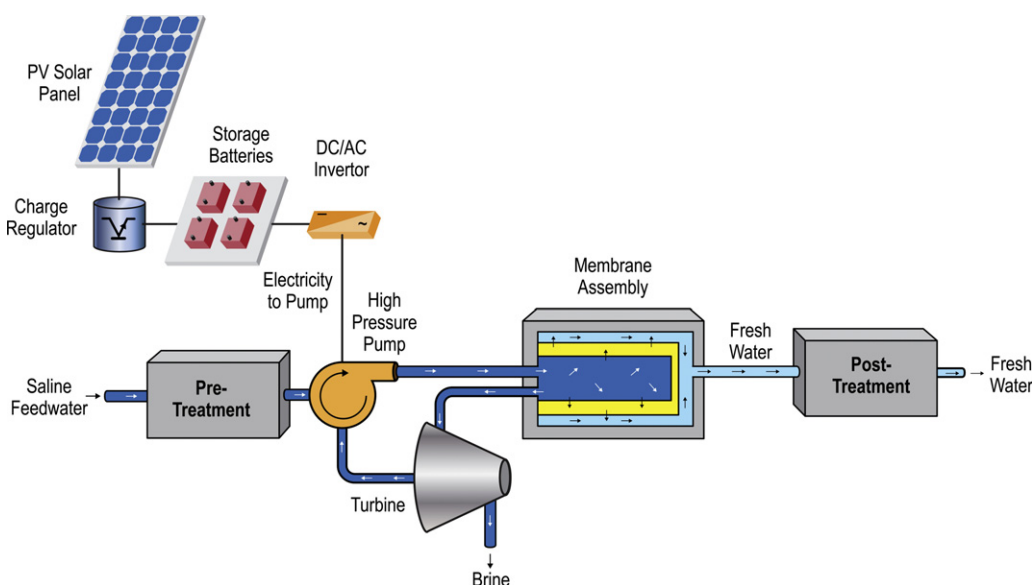 PV Solar
Panel
Storage
Batteries
DC/AC
Invertor
Charge
Regulator
Electricity
to Pump
High
Pressure
Pump
Membrane
Assembly
Fresh
Water
Saline
Feedwater
Pre-
Treatment
Post-
Treatment
Fresh
Water
Turbine
Brine